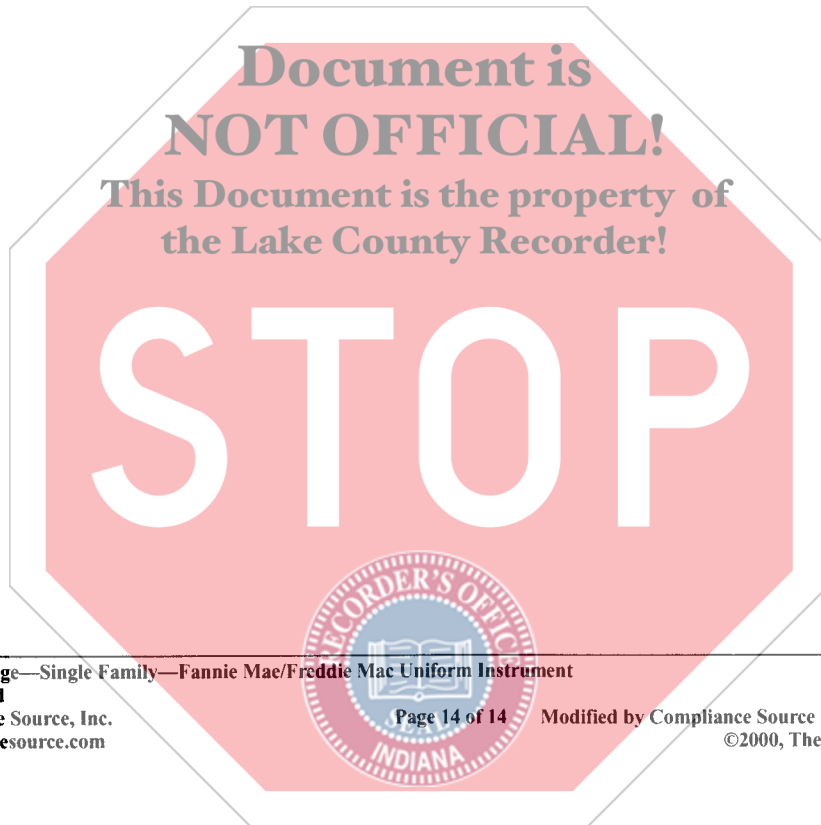 Document is
NOT OFFICIAL!
This Document is the property of
the Lake County Recorder!
STOP
RECORDER'S OFFICE
SEAL
INDIANA
ge—Single Family—Fannie Mae/Freddie Mac Uniform Instrument
Source, Inc.
Page 14 of 14 Modified by Compliance Source
esource.com
©2000, The